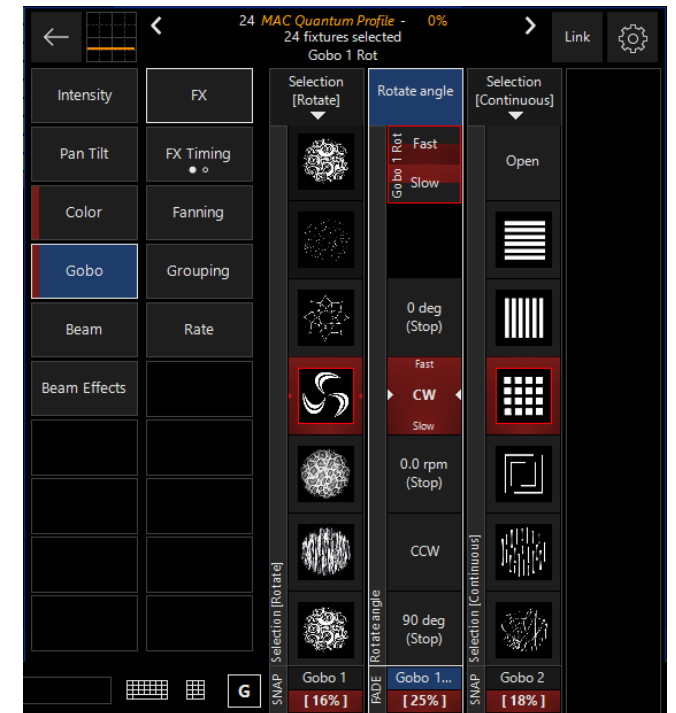 24 MAC Quantum Profile - 0%
24 fixtures selected
Gobo 1 Rot
Link
Intensity
FX
Pan Tilt
FX Timing
Color
Fanning
Gobo
Grouping
Beam
Rate
Beam Effects
Selection
[Rotate]
Selection [Rotate]
SNAP
Gobo 1
[ 16% ]
Rotate angle
Gobo 1 Rot
Fast
Slow
0 deg
(Stop)
Fast
CW
Slow
0.0 rpm
(Stop)
CCW
90 deg
(Stop)
Rotate angle
FADE
Gobo 1...
[ 25% ]
Selection
[Continuous]
Open
Selection [Continuous]
SNAP
Gobo 2
[ 18% ]
G